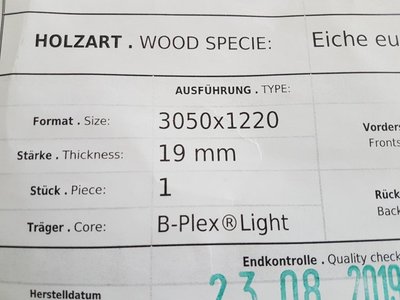 HOLZART . WOOD SPECIE: Eiche eu
AUSFÜHRUNG . TYPE:
Format . Size: 3050x1220
Vorders
Stärke . Thickness: 19 mm
Fronts
Stück . Piece: 1
Rück
Träger . Core: B-Plex®Light
Back
Endkontrolle . Quality check
Herstelldatum
23 08 2019